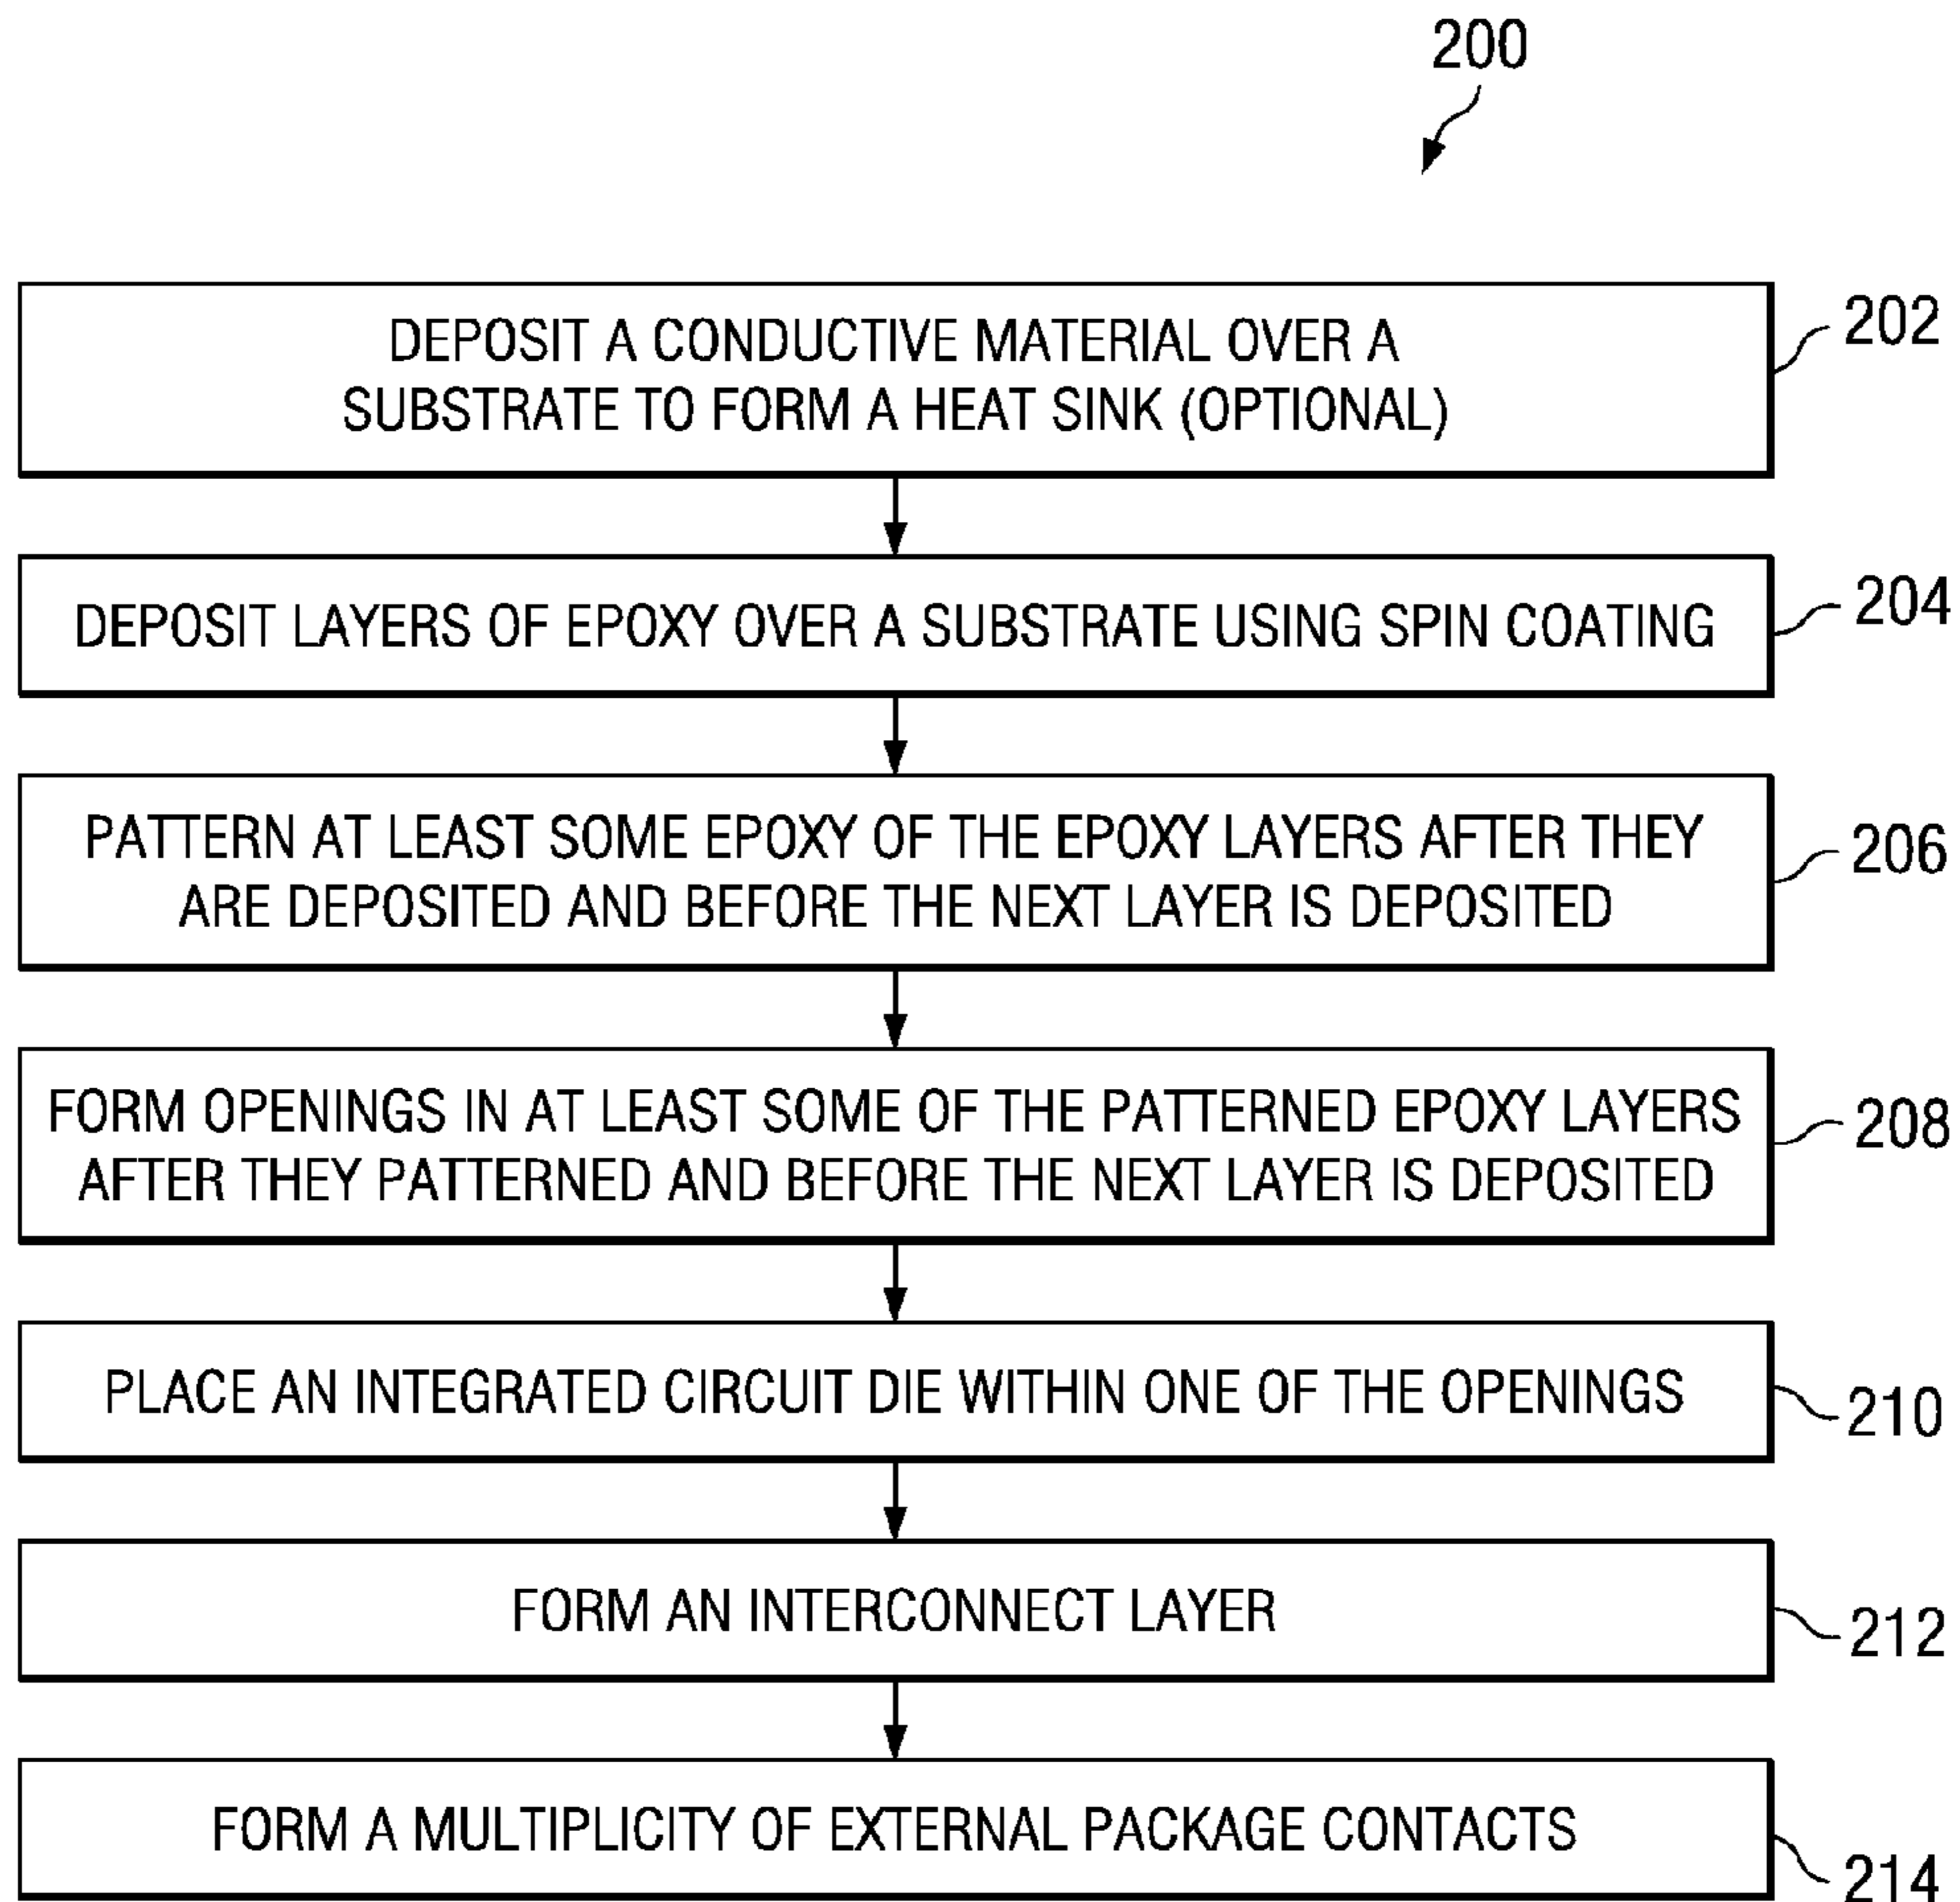 200
DEPOSIT A CONDUCTIVE MATERIAL OVER A
SUBSTRATE TO FORM A HEAT SINK (OPTIONAL)
202
DEPOSIT LAYERS OF EPOXY OVER A SUBSTRATE USING SPIN COATING
204
PATTERN AT LEAST SOME EPOXY OF THE EPOXY LAYERS AFTER THEY
ARE DEPOSITED AND BEFORE THE NEXT LAYER IS DEPOSITED
206
FORM OPENINGS IN AT LEAST SOME OF THE PATTERNED EPOXY LAYERS
AFTER THEY PATTERNED AND BEFORE THE NEXT LAYER IS DEPOSITED
208
PLACE AN INTEGRATED CIRCUIT DIE WITHIN ONE OF THE OPENINGS
210
FORM AN INTERCONNECT LAYER
212
FORM A MULTIPLICITY OF EXTERNAL PACKAGE CONTACTS
214